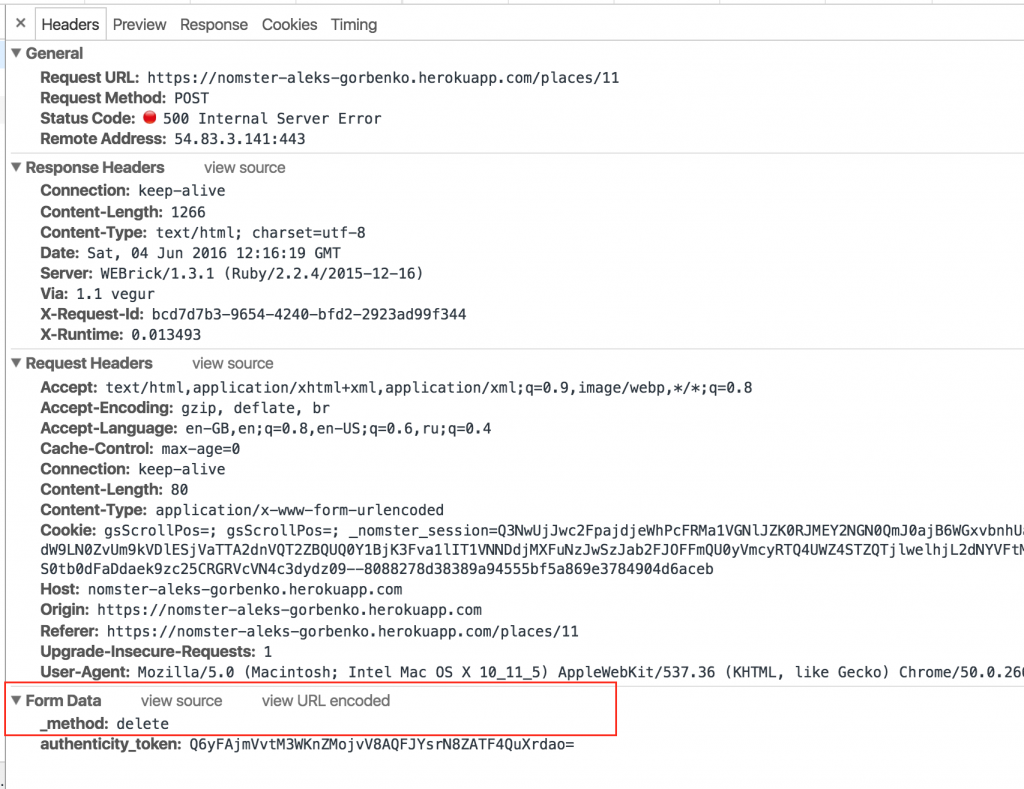 × Headers Preview Response Cookies Timing
▼ General
Request URL: https://nomster-aleks-gorbenko.herokuapp.com/places/11
Request Method: POST
Status Code: 500 Internal Server Error
Remote Address: 54.83.3.141:443
▼ Response Headers view source
Connection: keep-alive
Content-Length: 1266
Content-Type: text/html; charset=utf-8
Date: Sat, 04 Jun 2016 12:16:19 GMT
Server: WEBrick/1.3.1 (Ruby/2.2.4/2015-12-16)
Via: 1.1 vegur
X-Request-Id: bcd7d7b3-9654-4240-bfd2-2923ad99f344
X-Runtime: 0.013493
▼ Request Headers view source
Accept: text/html,application/xhtml+xml,application/xml;q=0.9,image/webp,*/*;q=0.8
Accept-Encoding: gzip, deflate, br
Accept-Language: en-GB,en;q=0.8,en-US;q=0.6,ru;q=0.4
Cache-Control: max-age=0
Connection: keep-alive
Content-Length: 80
Content-Type: application/x-www-form-urlencoded
Cookie: gsScrollPos=; gsScrollPos=; _nomster_session=Q3NwUjJwc2FpajdjeWhPcFRMa1VGNlJZK0RJMEY2NGN0QmJ0ajB6WGxvbnhU
dW9LN0ZvUm9kVDlESjVaTTA2dnVQT2ZBQUQ0Y1BjK3Fva1lIT1VNNDdjMXFuNzJwSzJab2FJOFFmQU0yVmcyRTQ4UWZ4STZQTjlwelhjL2dNYVFt
S0tb0dFaDdaek9zc25CRGRVcVN4c3dydz09--8088278d38389a94555bf5a869e3784904d6aceb
Host: nomster-aleks-gorbenko.herokuapp.com
Origin: https://nomster-aleks-gorbenko.herokuapp.com
Referer: https://nomster-aleks-gorbenko.herokuapp.com/places/11
Upgrade-Insecure-Requests: 1
User-Agent: Mozilla/5.0 (Macintosh; Intel Mac OS X 10_11_5) AppleWebKit/537.36 (KHTML, like Gecko) Chrome/50.0.266
▼ Form Data view source view URL encoded
_method: delete
authenticity_token: Q6yFAjmVvtM3WKnZMojvV8AQFJYsrN8ZATF4QuXrdao=